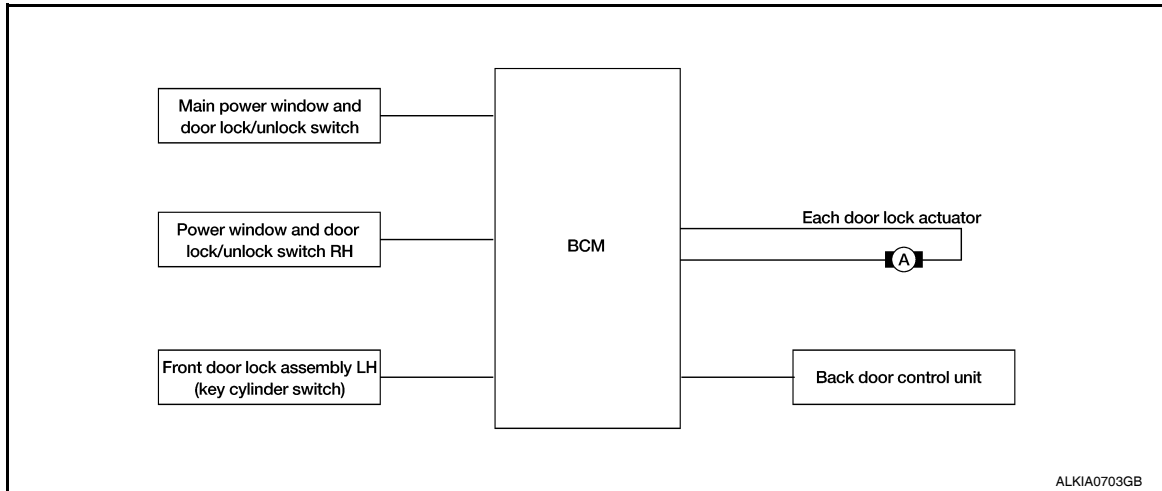 Main power window and
door lock/unlock switch
Power window and door
lock/unlock switch RH
Front door lock assembly LH
(key cylinder switch)
BCM
Each door lock actuator
A
Back door control unit
ALKIA0703GB